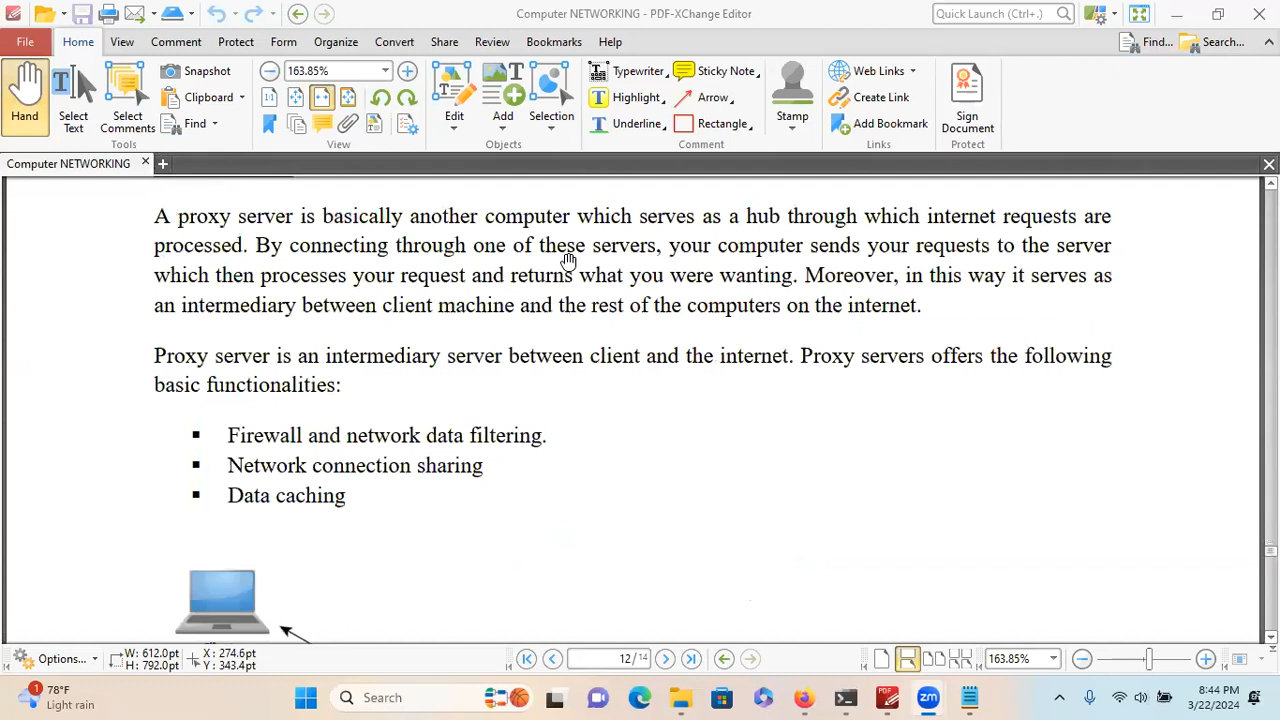 Computer NETWORKING - PDF-XChange Editor
Quick Launch (Ctrl+.)
File Home View Comment Protect Form Organize Convert Share Review Bookmarks Help
Find... Search...
Hand
Select Text
Select Comments
Snapshot
Clipboard
Find
Tools
163.85%
View
Edit
Add
Selection
Objects
Typewriter
Highlight
Underline
Sticky Note
Arrow
Rectangle
Stamp
Comment
Web Links
Create Link
Add Bookmark
Links
Sign Document
Protect
Computer NETWORKING
A proxy server is basically another computer which serves as a hub through which internet requests are
processed. By connecting through one of these servers, your computer sends your requests to the server
which then processes your request and returns what you were wanting. Moreover, in this way it serves as
an intermediary between client machine and the rest of the computers on the internet.
Proxy server is an intermediary server between client and the internet. Proxy servers offers the following
basic functionalities:
▪ Firewall and network data filtering.
▪ Network connection sharing
▪ Data caching
Options...
W: 612.0pt
H: 792.0pt
X: 274.6pt
Y: 343.4pt
12/14
163.85%
1
78°F
Light rain
Search
zm
8:44 PM
3/22/2024